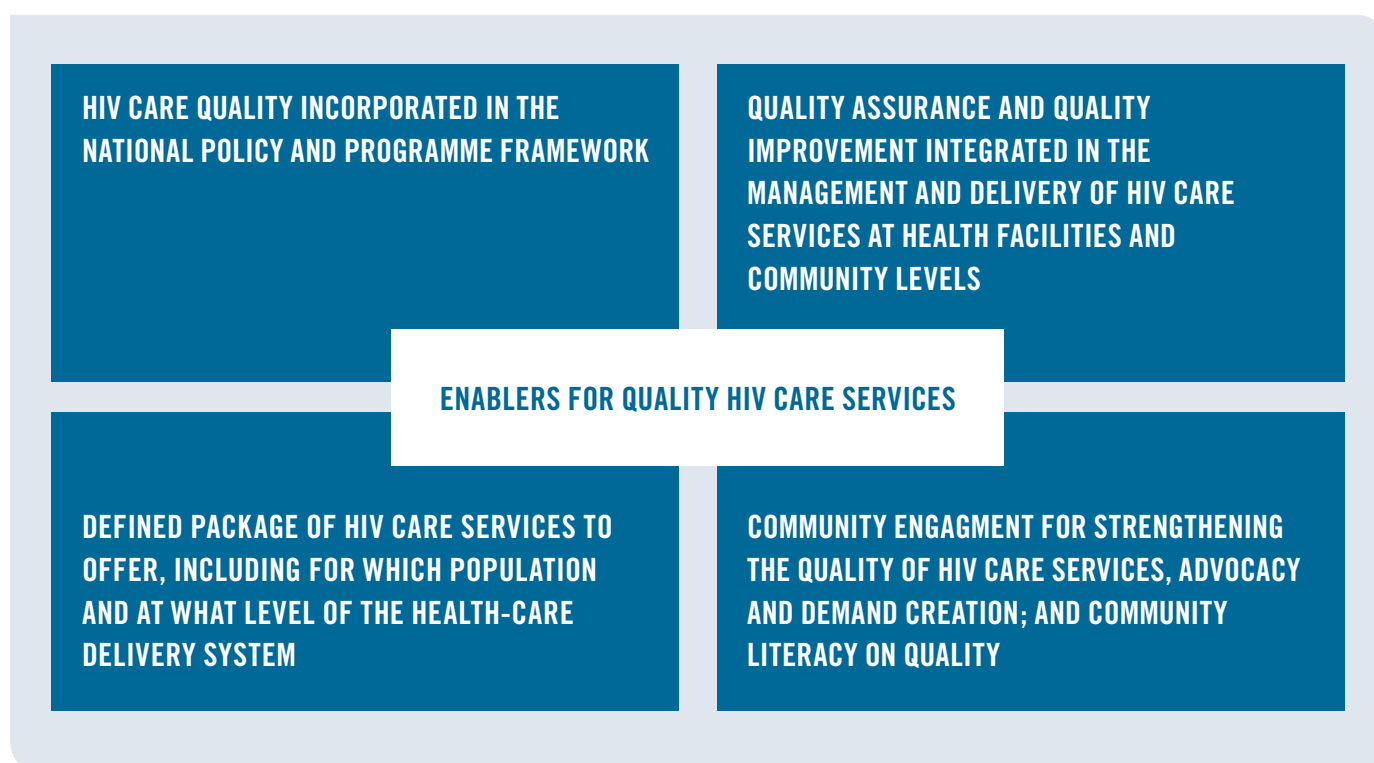 HIV CARE QUALITY INCORPORATED IN THE
NATIONAL POLICY AND PROGRAMME FRAMEWORK
QUALITY ASSURANCE AND QUALITY
IMPROVEMENT INTEGRATED IN THE
MANAGEMENT AND DELIVERY OF HIV CARE
SERVICES AT HEALTH FACILITIES AND
COMMUNITY LEVELS
ENABLERS FOR QUALITY HIV CARE SERVICES
DEFINED PACKAGE OF HIV CARE SERVICES TO
OFFER, INCLUDING FOR WHICH POPULATION
AND AT WHAT LEVEL OF THE HEALTH-CARE
DELIVERY SYSTEM
COMMUNITY ENGAGMENT FOR STRENGTHENING
THE QUALITY OF HIV CARE SERVICES, ADVOCACY
AND DEMAND CREATION; AND COMMUNITY
LITERACY ON QUALITY